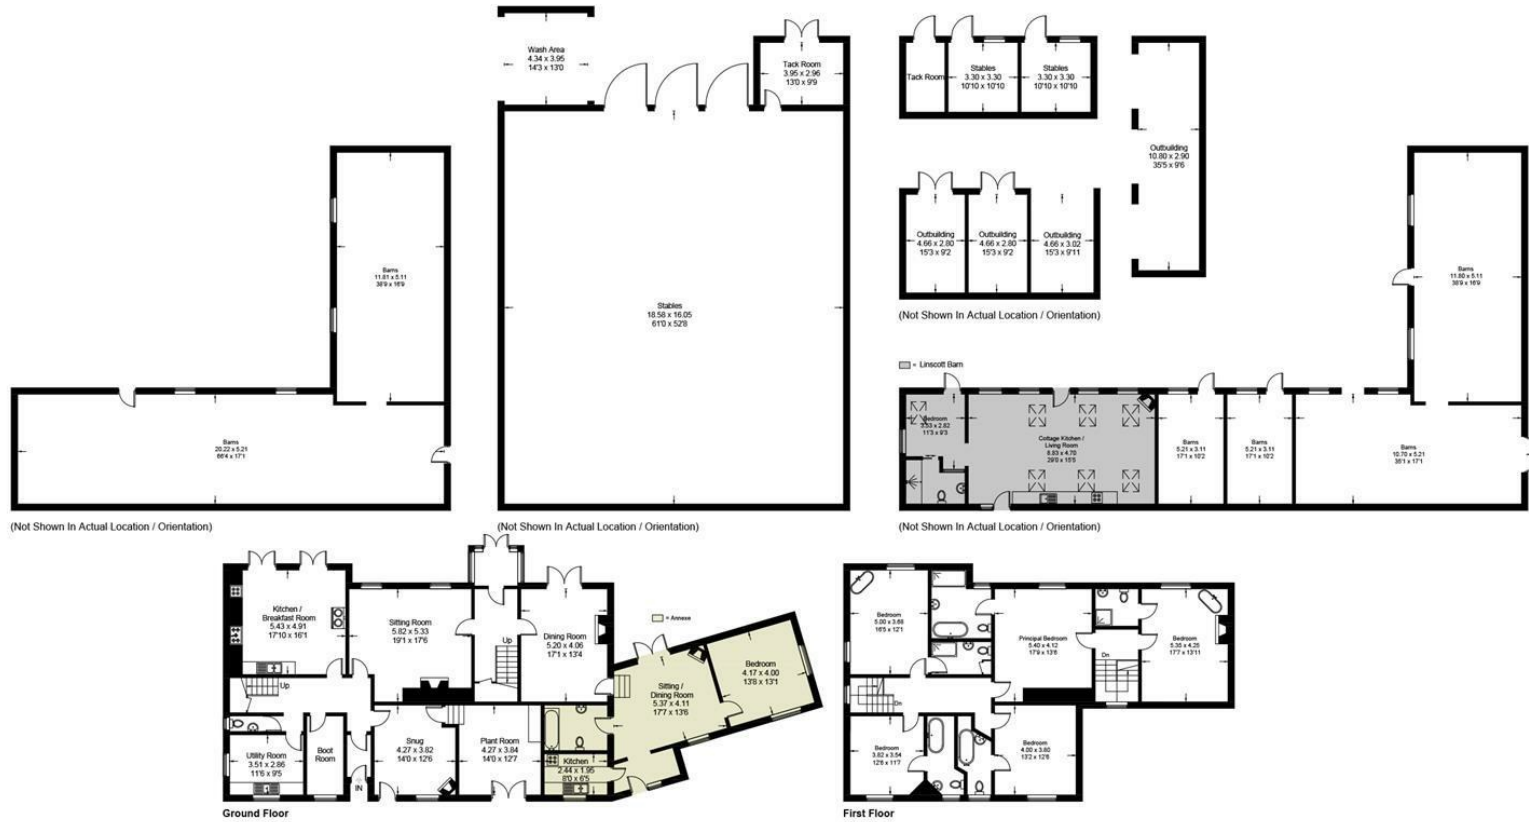 Wash Area
4.34 x 3.95
14'3 x 13'0
Tack Room
3.95 x 2.96
13'0 x 9'9
Tack Room
Stables
3.30 x 3.30
10'10 x 10'10
Stables
3.30 x 3.30
10'10 x 10'10
Outbuilding
10.80 x 2.90
35'5 x 9'6
Barns
11.81 x 5.11
38'9 x 16'9
Stables
18.58 x 16.05
61'0 x 52'8
Outbuilding
4.66 x 2.80
15'3 x 9'2
Outbuilding
4.66 x 2.80
15'3 x 9'2
Outbuilding
4.66 x 3.02
15'3 x 9'11
(Not Shown In Actual Location / Orientation)
Barns
11.80 x 5.11
38'9 x 16'9
= Linscott Barn
Barns
20.22 x 5.21
66'4 x 17'1
Bedroom
3.53 x 2.82
11'3 x 9'3
Cottage Kitchen /
Living Room
8.83 x 4.70
29'0 x 15'5
Barns
5.21 x 3.11
17'1 x 10'2
Barns
5.21 x 3.11
17'1 x 10'2
Barns
10.70 x 5.21
35'1 x 17'1
(Not Shown In Actual Location / Orientation)
(Not Shown In Actual Location / Orientation)
(Not Shown In Actual Location / Orientation)
Kitchen /
Breakfast Room
5.43 x 4.91
17'10 x 16'1
Sitting Room
5.82 x 5.33
19'1 x 17'6
Up
Dining Room
5.20 x 4.06
17'1 x 13'4
= Annexe
Sitting /
Dining Room
5.37 x 4.11
17'7 x 13'6
Bedroom
4.17 x 4.00
13'8 x 13'1
Up
Utility Room
3.51 x 2.86
11'6 x 9'5
Boot
Room
IN
Snug
4.27 x 3.82
14'0 x 12'6
Plant Room
4.27 x 3.84
14'0 x 12'7
Kitchen
2.44 x 1.95
8'0 x 6'5
Ground Floor
Bedroom
5.00 x 3.68
16'5 x 12'1
Principal Bedroom
5.40 x 4.12
17'9 x 13'6
Dn
Bedroom
5.35 x 4.25
17'7 x 13'11
Dn
Bedroom
3.82 x 3.54
12'6 x 11'7
Bedroom
4.00 x 3.80
13'2 x 12'6
First Floor